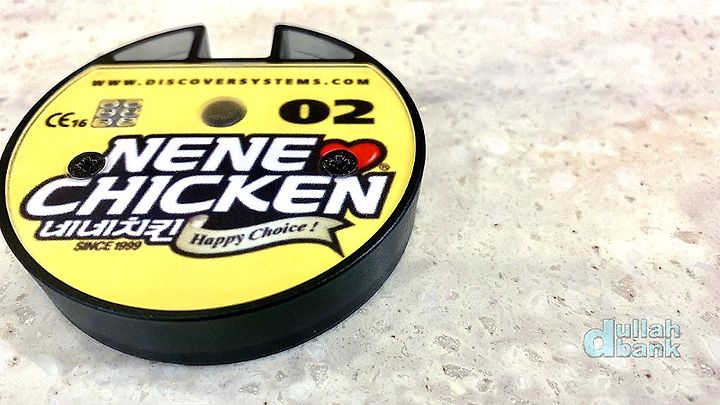 WWW.DISCOVERSYSTEMS.COM
CE16
02
NENE
CHICKEN
®
네네치킨
Happy Choice!
SINCE 1999
dullah
bank